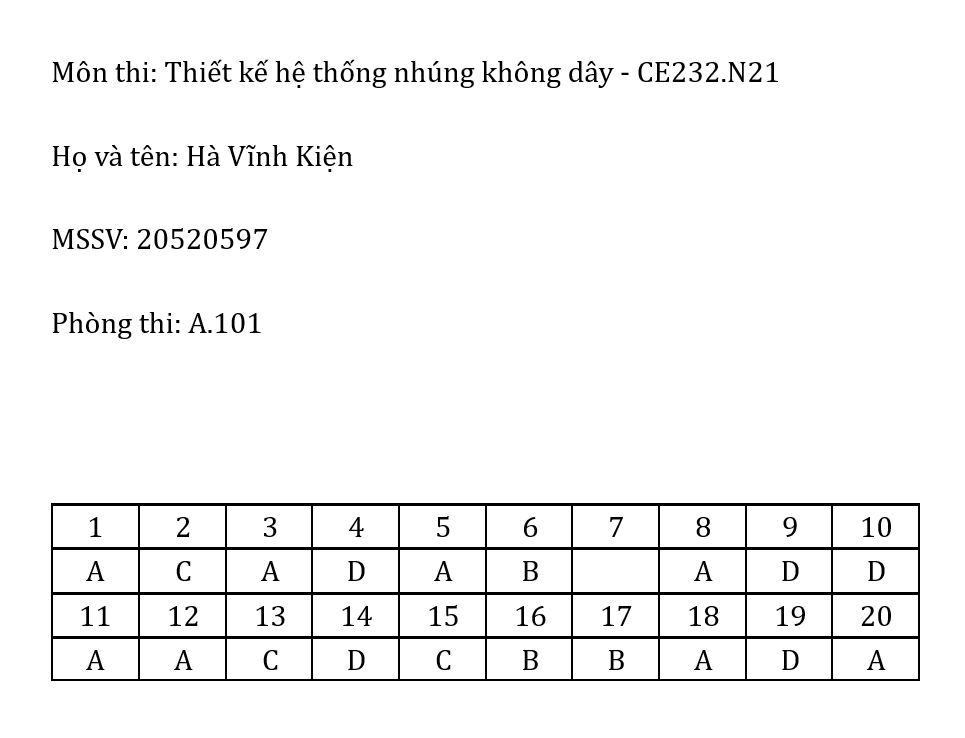 Môn thi: Thiết kế hệ thống nhúng không dây - CE232.N21
Họ và tên: Hà Vĩnh Kiện
MSSV: 20520597
Phòng thi: A.101
1 2 3 4 5 6 7 8 9 10
A C A D A B A D D
11 12 13 14 15 16 17 18 19 20
A A C D C B B A D A